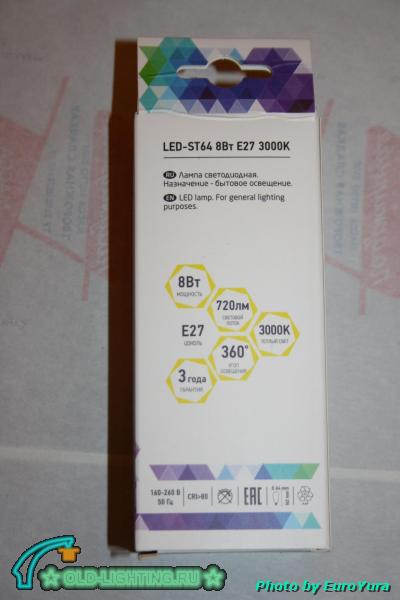 LED-ST64 8Вт E27 3000K
RU Лампа светодиодная.
Назначение - бытовое освещение.
EN LED lamp. For general lighting
purposes.
8Вт
МОЩНОСТЬ
720лм
СВЕТОВОЙ
ПОТОК
E27
ЦОКОЛЬ
3000K
ТЕПЛЫЙ СВЕТ
360°
УГОЛ
ОСВЕЩЕНИЯ
3 года
ГАРАНТИЯ
160-260 В
50 Гц
CRI>80
EAC
OLD-LIGHTING.RU
Photo by EuroYura